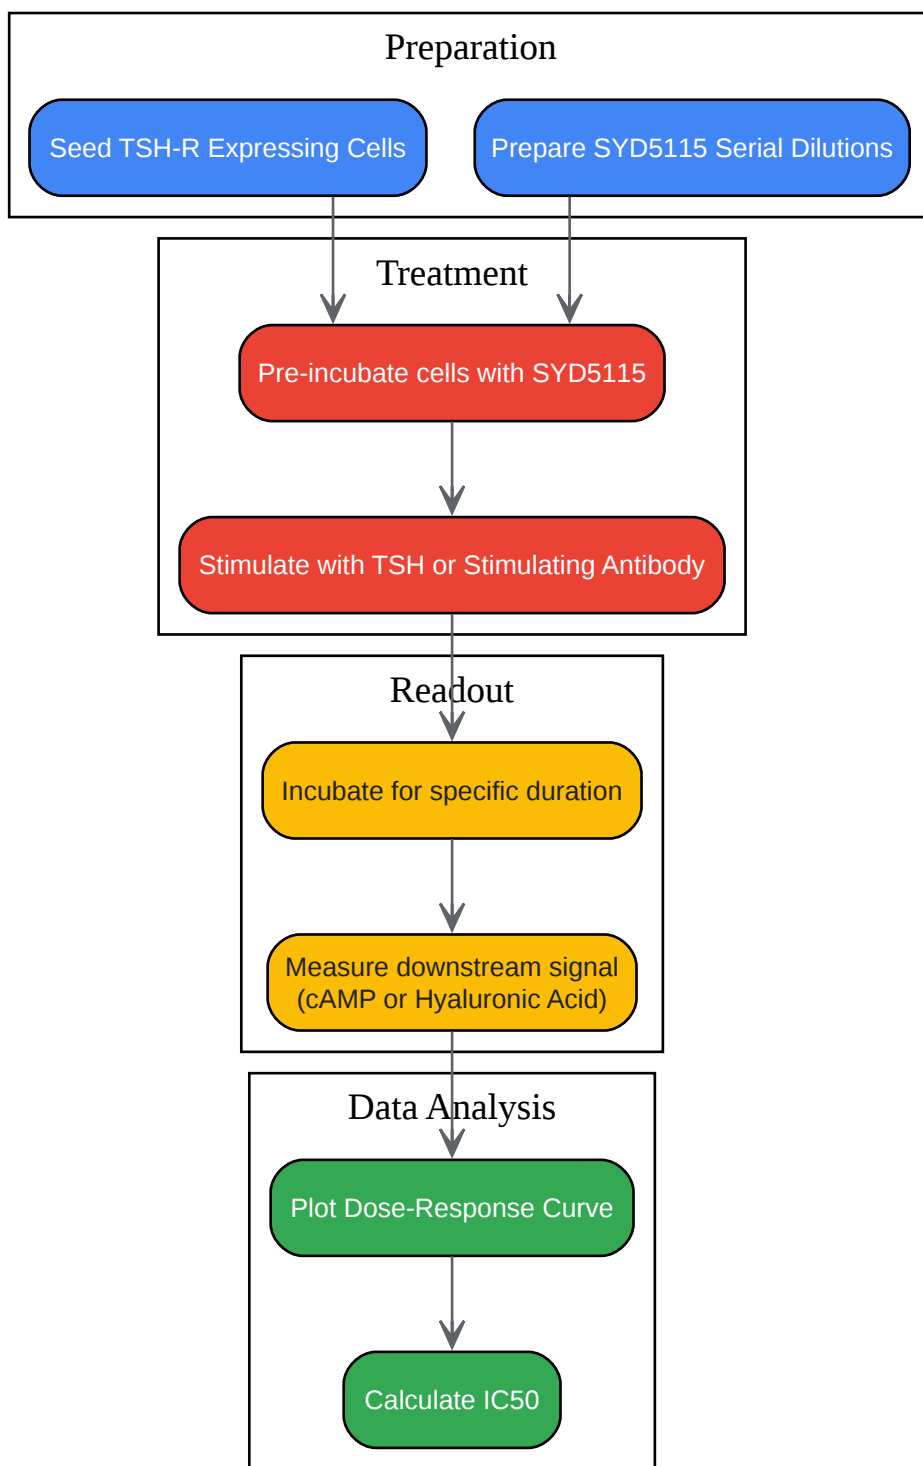 Preparation
Seed TSH-R Expressing Cells
Prepare SYD5115 Serial Dilutions
Treatment
Pre-incubate cells with SYD5115
Stimulate with TSH or Stimulating Antibody
Readout
Incubate for specific duration
Measure downstream signal
(cAMP or Hyaluronic Acid)
Data Analysis
Plot Dose-Response Curve
Calculate IC50